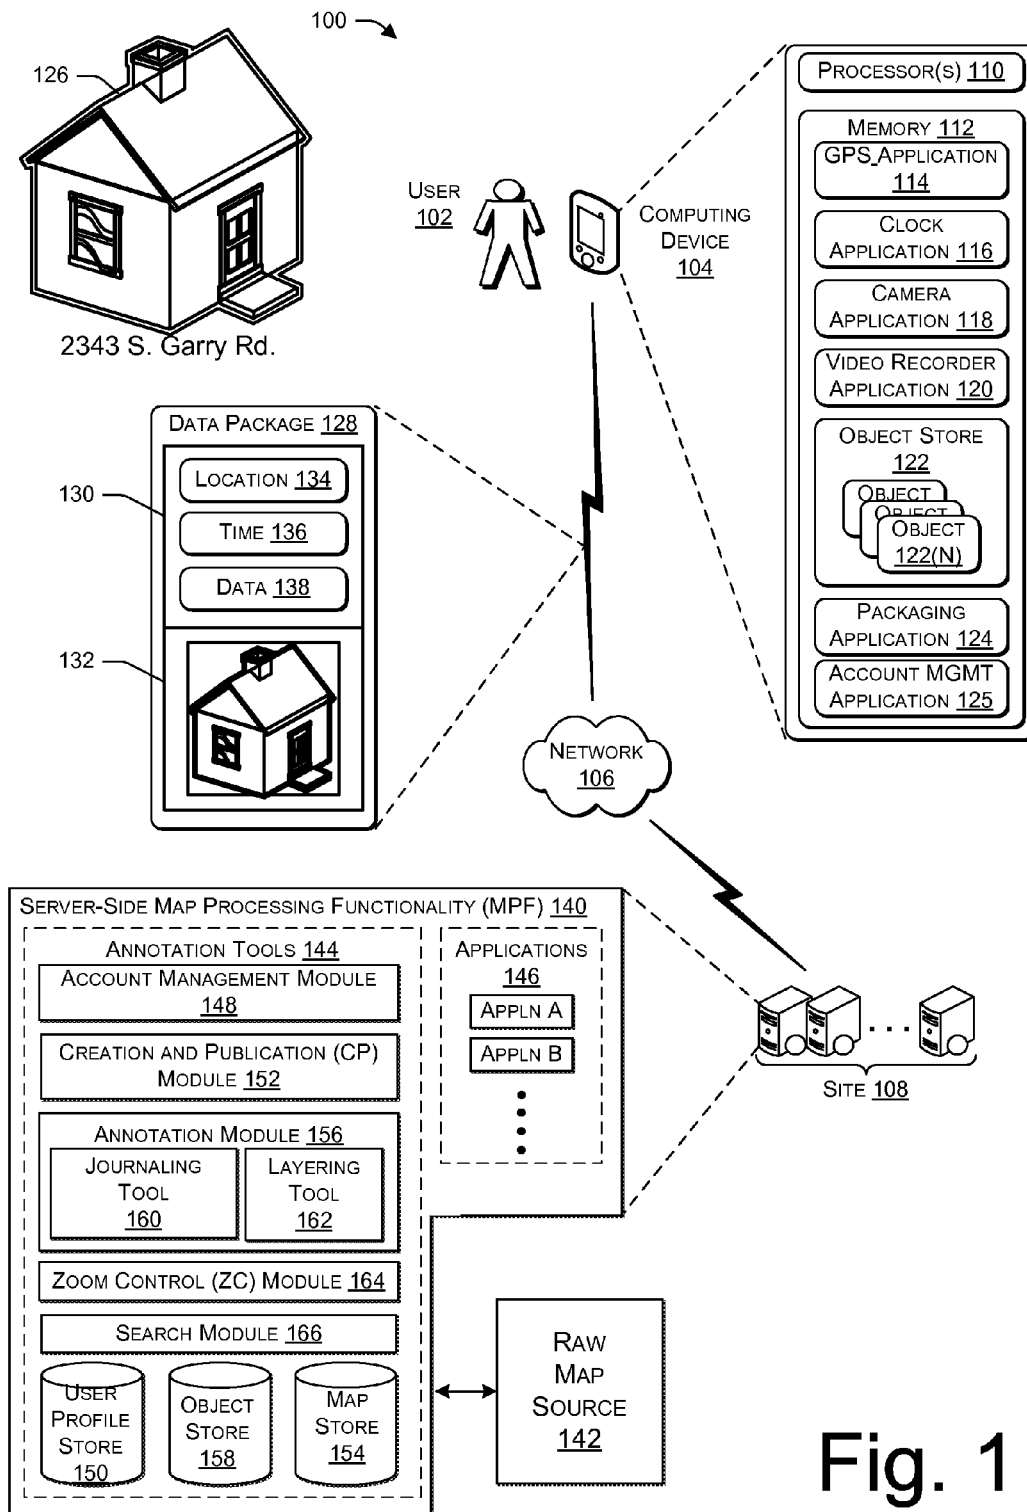 100
126
2343 S. Garry Rd.
USER
102
COMPUTING
DEVICE
104
PROCESSOR(S) 110
MEMORY 112
GPS_APPLICATION
114
CLOCK
APPLICATION 116
CAMERA
APPLICATION 118
VIDEO RECORDER
APPLICATION 120
OBJECT STORE
122
OBJECT
OBJECT
OBJECT
122(N)
PACKAGING
APPLICATION 124
ACCOUNT MGMT
APPLICATION 125
DATA PACKAGE 128
130
LOCATION 134
TIME 136
DATA 138
132
NETWORK
106
SERVER-SIDE MAP PROCESSING FUNCTIONALITY (MPF) 140
ANNOTATION TOOLS 144
ACCOUNT MANAGEMENT MODULE
148
CREATION AND PUBLICATION (CP)
MODULE 152
ANNOTATION MODULE 156
JOURNALING
TOOL
160
LAYERING
TOOL
162
ZOOM CONTROL (ZC) MODULE 164
SEARCH MODULE 166
USER
PROFILE
STORE
150
OBJECT
STORE
158
MAP
STORE
154
APPLICATIONS
146
APPLN A
APPLN B
SITE 108
RAW
MAP
SOURCE
142
Fig. 1